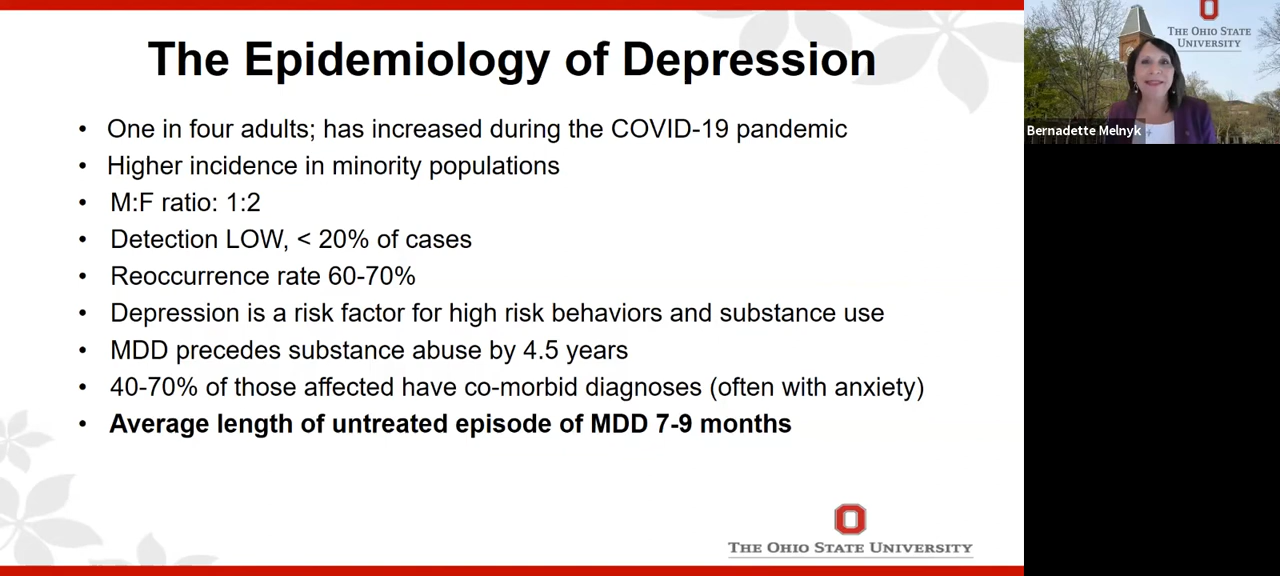 The Epidemiology of Depression
• One in four adults; has increased during the COVID-19 pandemic
• Higher incidence in minority populations
• M:F ratio: 1:2
• Detection LOW, < 20% of cases
• Reoccurrence rate 60-70%
• Depression is a risk factor for high risk behaviors and substance use
• MDD precedes substance abuse by 4.5 years
• 40-70% of those affected have co-morbid diagnoses (often with anxiety)
• Average length of untreated episode of MDD 7-9 months
THE OHIO STATE UNIVERSITY
THE OHIO STATE
UNIVERSITY
Bernadette Melnyk